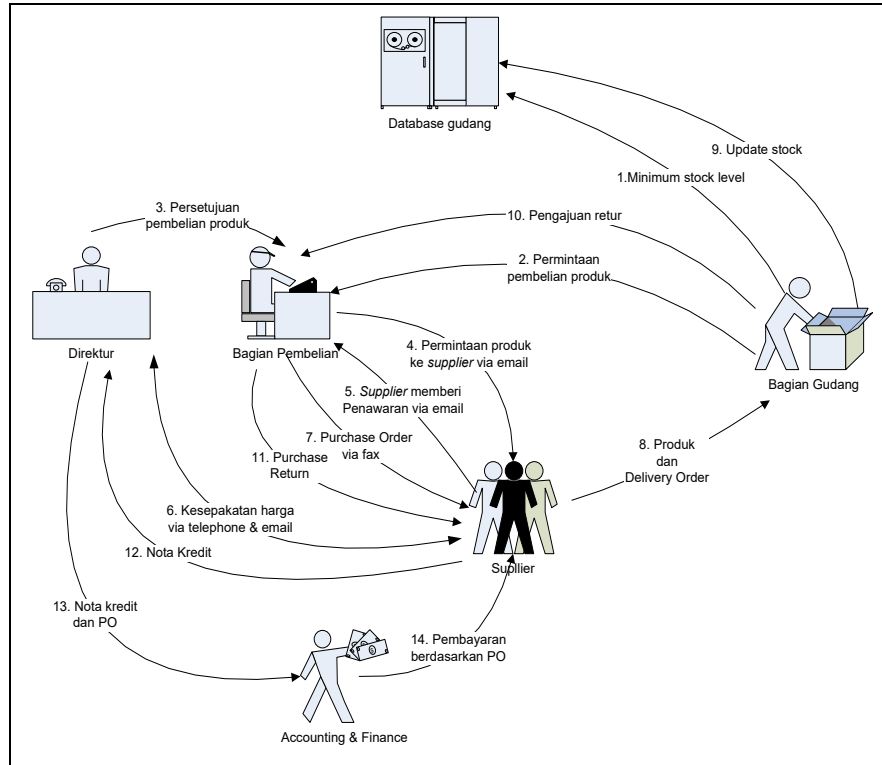 Database gudang
9. Update stock
1.Minimum stock level
3. Persetujuan
pembelian produk
10. Pengajuan retur
2. Permintaan
pembelian produk
Direktur
Bagian Pembelian
4. Permintaan produk
ke supplier via email
Bagian Gudang
5. Supplier memberi
Penawaran via email
7. Purchase Order
via fax
11. Purchase
Return
8. Produk
dan
Delivery Order
6. Kesepakatan harga
via telephone & email
12. Nota Kredit
Supllier
13. Nota kredit
dan PO
14. Pembayaran
berdasarkan PO
Accounting & Finance